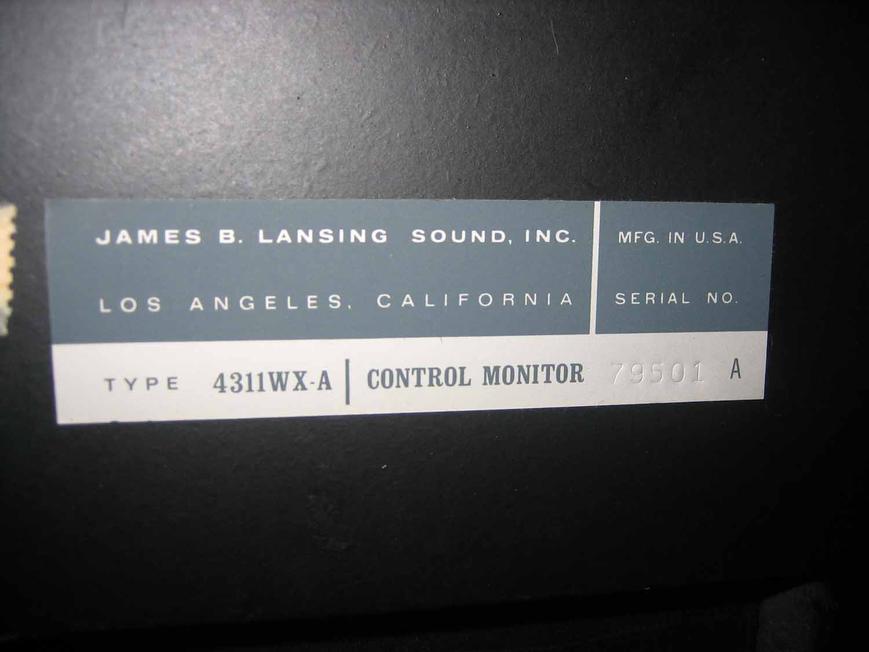 JAMES B. LANSING SOUND, INC.
LOS ANGELES, CALIFORNIA
MFG. IN U.S.A.
SERIAL NO.
TYPE 4311WX-A | CONTROL MONITOR 79501 A